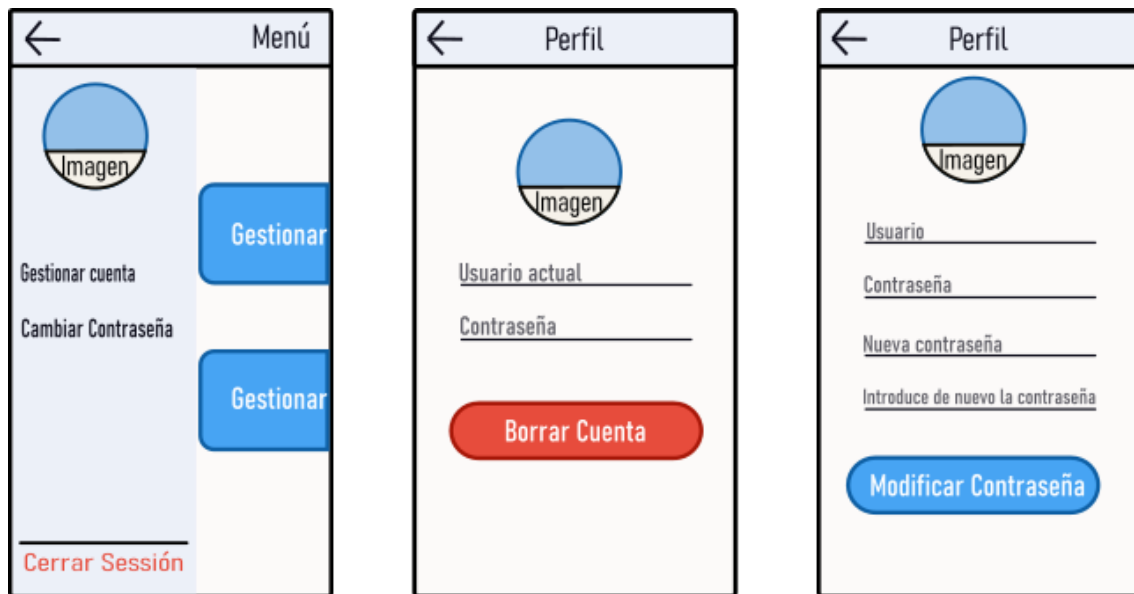 Menú
Imagen
Gestionar
Gestionar cuenta
Cambiar Contraseña
Gestionar
Cerrar Sessión
Perfil
Imagen
Usuario actual
Contraseña
Borrar Cuenta
Perfil
Imagen
Usuario
Contraseña
Nueva contraseña
Introduce de nuevo la contraseña
Modificar Contraseña